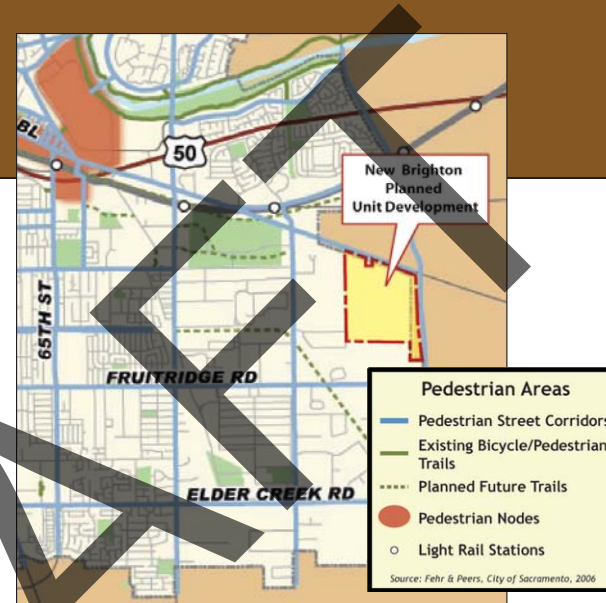 BL
50
New Brighton
Planned
Unit Development
65TH ST
FRUITRIDGE RD
ELDER CREEK RD
Pedestrian Areas
Pedestrian Street Corridors
Existing Bicycle/Pedestrian
Trails
Planned Future Trails
Pedestrian Nodes
Light Rail Stations
Source: Fehr & Peers, City of Sacramento, 2006